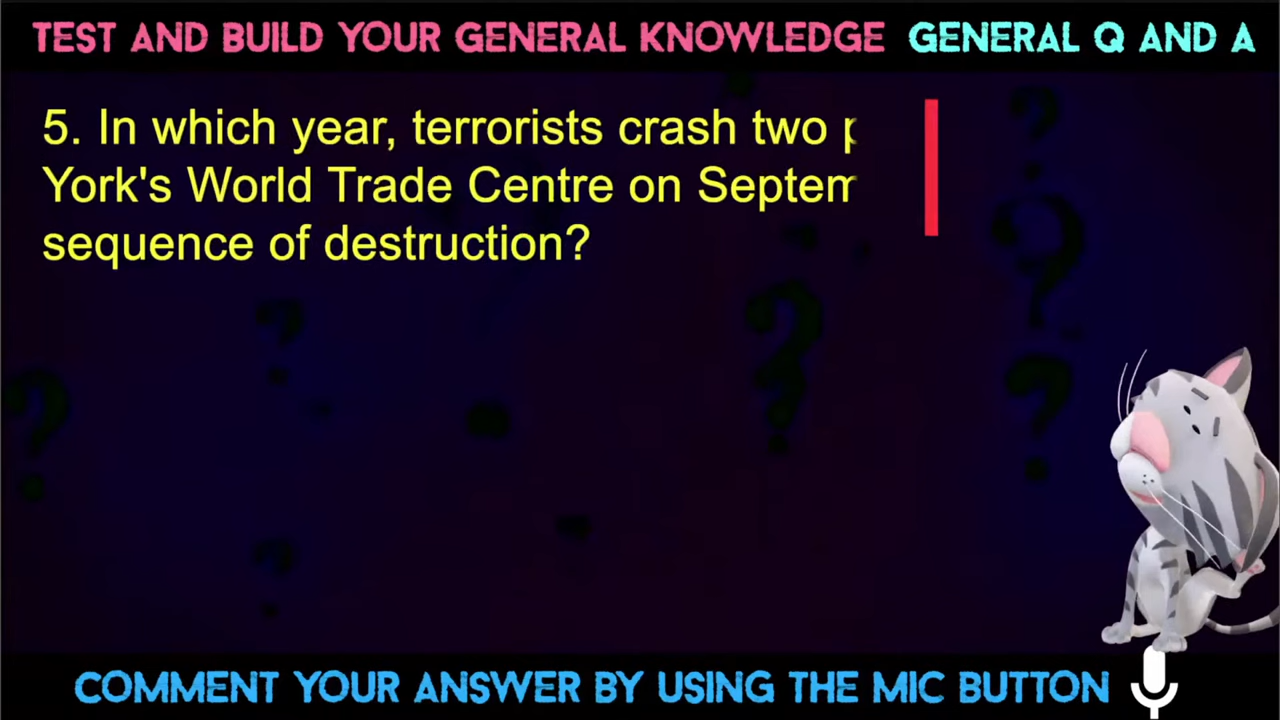 TEST AND BUILD YOUR GENERAL KNOWLEDGE GENERAL Q AND A
5. In which year, terrorists crash two
York's World Trade Centre on Septem
sequence of destruction?
COMMENT YOUR ANSWER BY USING THE MIC BUTTON